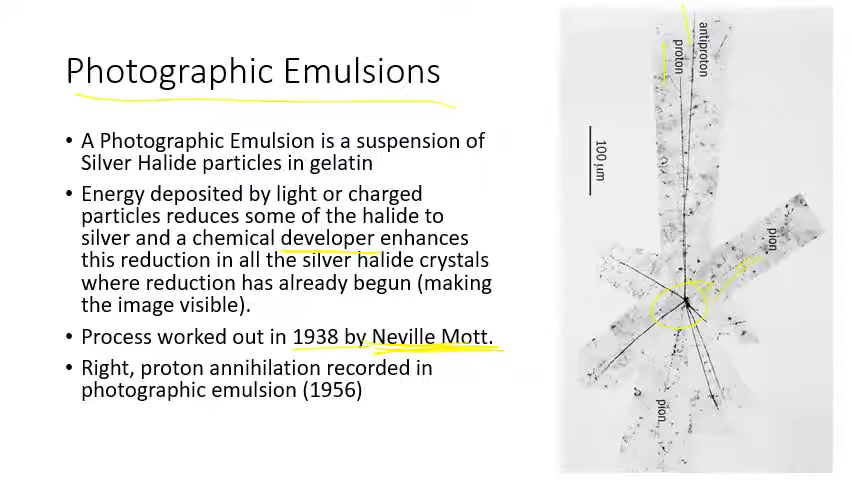 Photographic Emulsions
• A Photographic Emulsion is a suspension of
Silver Halide particles in gelatin
• Energy deposited by light or charged
particles reduces some of the halide to
silver and a chemical developer enhances
this reduction in all the silver halide crystals
where reduction has already begun (making
the image visible).
• Process worked out in 1938 by Neville Mott.
• Right, proton annihilation recorded in
photographic emulsion (1956)
antiproton
proton
100 μm
pion
pion